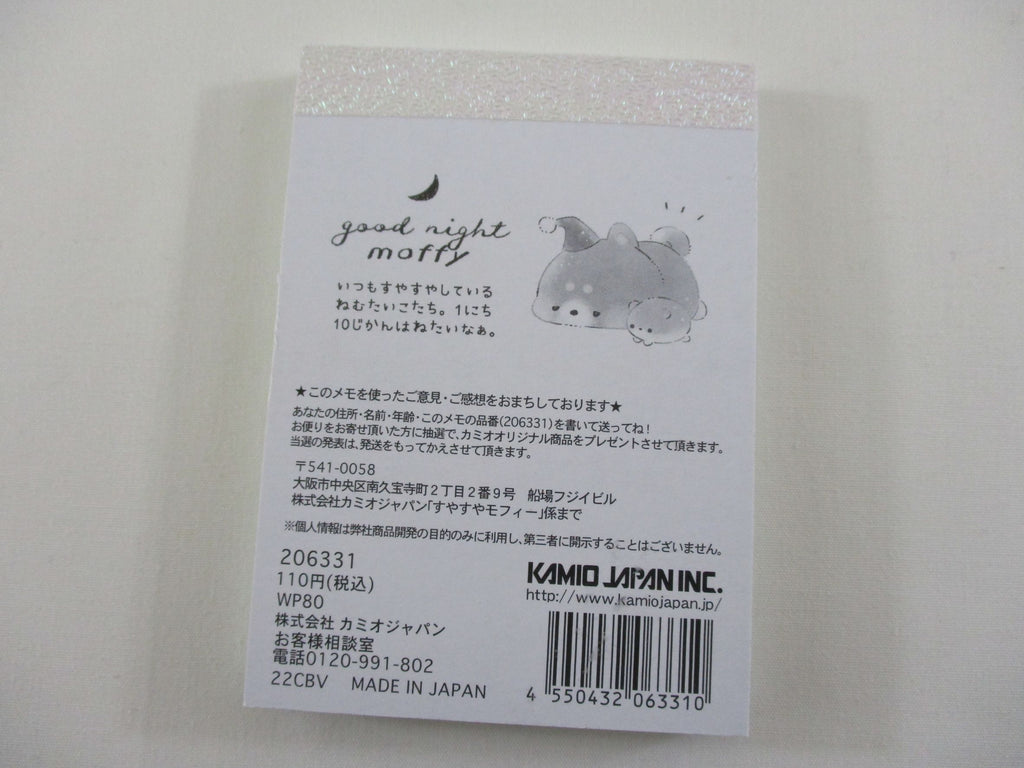 good night
moffy
いつもすやすやしている
ねむたいこたち。1にち
10じかんはねたいなぁ。
★このメモを使ったご意見・ご感想をおまちしております★
あなたの住所・名前・年齢・このメモの品番(206331)を書いて送ってね!
お便りをお寄せ頂いた方に抽選で、カミオオリジナル商品をプレゼントさせて頂きます。
当選の発表は、発送をもってかえさせて頂きます。
〒541-0058
大阪市中央区南久宝寺町2丁目2番9号 船場フジイビル
株式会社カミオジャパン「すやすやモフィー」係まで
※個人情報は弊社商品開発の目的のみに利用し、第三者に開示することはございません。
206331
110円(税込)
WP80
株式会社 カミオジャパン
お客様相談室
電話0120-991-802
22CBV MADE IN JAPAN
KAMIO JAPAN INC.
http://www.kamiojapan.jp/
4 550432 063310